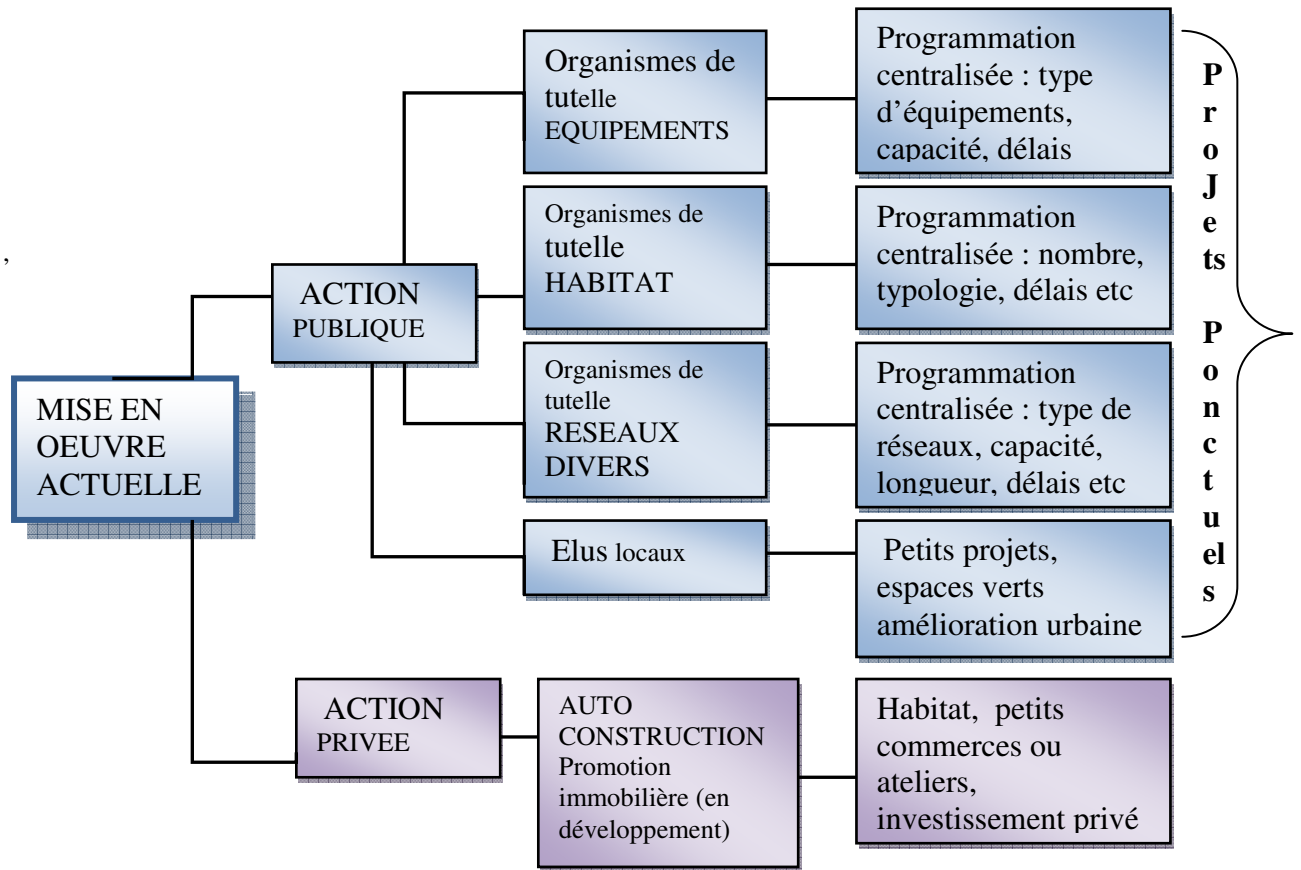 ,
MISE EN
OEUVRE
ACTUELLE
ACTION
PUBLIQUE
Organismes de
tutelle
EQUIPEMENTS
Programmation
centralisée : type
d’équipements,
capacité, délais
Organismes de
tutelle
HABITAT
Programmation
centralisée : nombre,
typologie, délais etc
Organismes de
tutelle
RESEAUX
DIVERS
Programmation
centralisée : type de
réseaux, capacité,
longueur, délais etc
Elus locaux
Petits projets,
espaces verts
amélioration urbaine
P
r
o
J
e
ts
P
o
n
c
t
u
el
s
ACTION
PRIVEE
AUTO
CONSTRUCTION
Promotion
immobilière (en
développement)
Habitat, petits
commerces ou
ateliers,
investissement privé